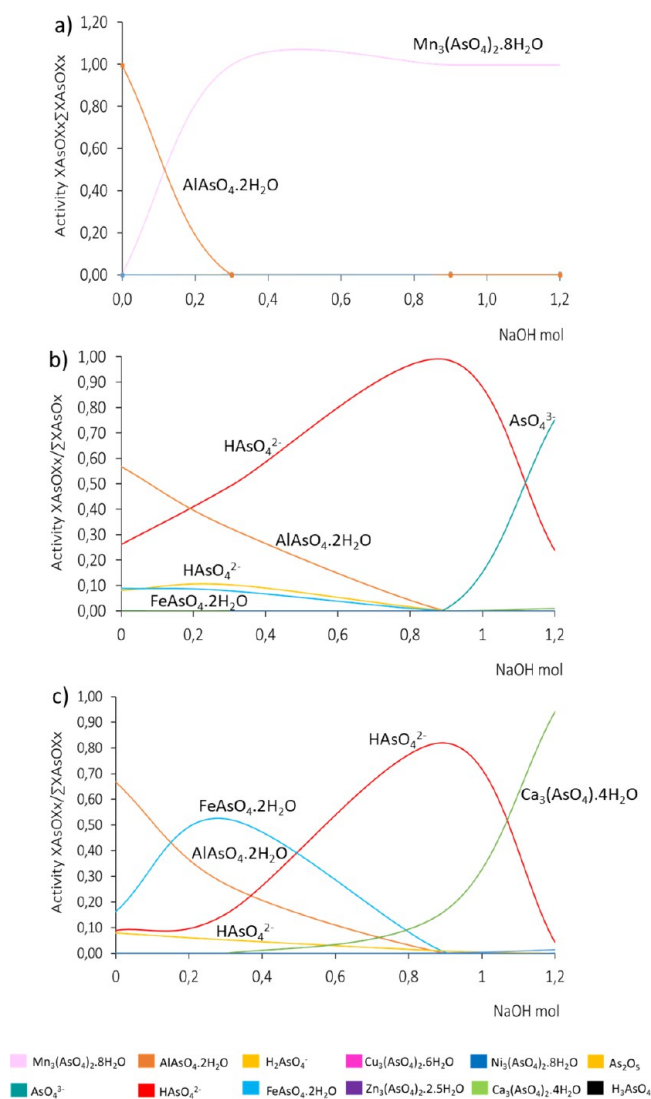 a)
1,20
1,00
0,80
0,60
0,40
0,20
0,00
Activity XAsOXx∑XAsOXx
Mn₃(AsO₄)₂.8H₂O
AlAsO₄.2H₂O
0,0 0,2 0,4 0,6 0,8 1,0 1,2
NaOH mol
b)
1,00
0,90
0,80
0,70
0,60
0,50
0,40
0,30
0,20
0,10
0,00
Activity XAsOXx/∑XAsOx
HAsO₄²⁻
AsO₄³⁻
AlAsO₄.2H₂O
HAsO₄²⁻
FeAsO₄.2H₂O
0 0,2 0,4 0,6 0,8 1 1,2
NaOH mol
c)
1,00
0,90
0,80
0,70
0,60
0,50
0,40
0,30
0,20
0,10
0,00
Activity XAsOXx/∑XAsOXx
HAsO₄²⁻
FeAsO₄.2H₂O
Ca₃(AsO₄).4H₂O
AlAsO₄.2H₂O
HAsO₄²⁻
0 0,2 0,4 0,6 0,8 1 1,2
NaOH mol
Mn₃(AsO₄)₂.8H₂O AlAsO₄.2H₂O H₂AsO₄⁻ Cu₃(AsO₄)₂.6H₂O Ni₃(AsO₄)₂.8H₂O As₂O₅
AsO₄³⁻ HAsO₄²⁻ FeAsO₄.2H₂O Zn₃(AsO₄)₂.2.5H₂O Ca₃(AsO₄)₂.4H₂O H₃AsO₄